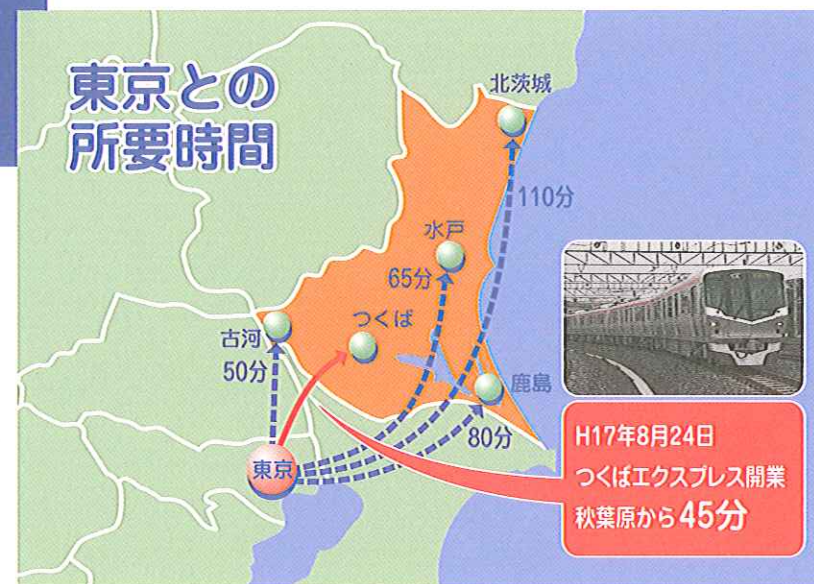 東京との
所要時間
北茨城
110分
水戸
65分
つくば
古河
50分
鹿島
80分
東京
H17年8月24日
つくばエクスプレス開業
秋葉原から45分